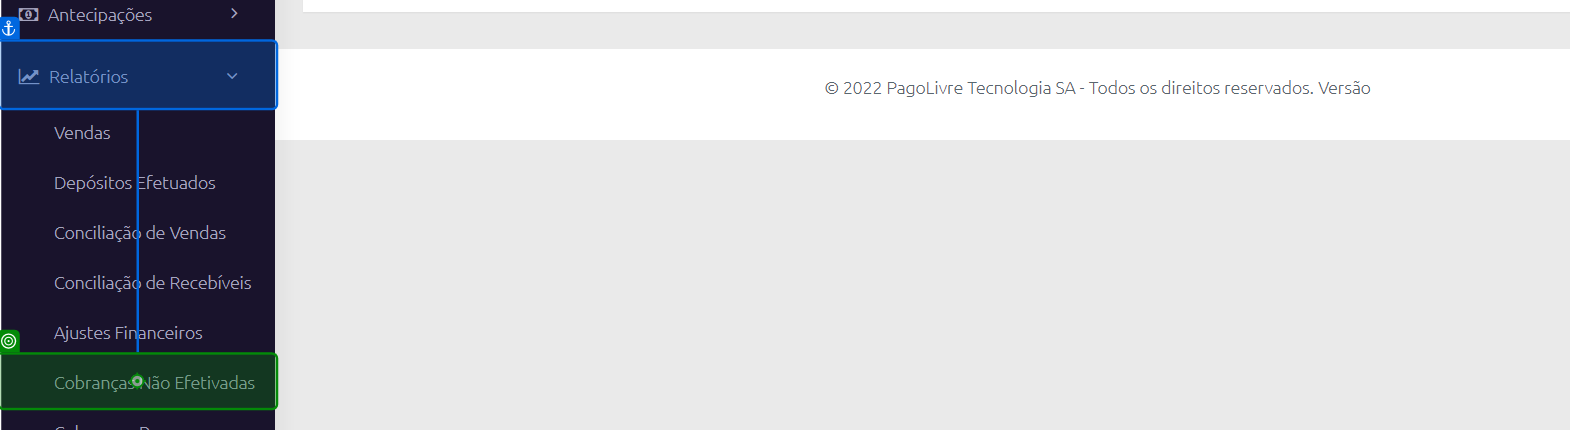 Antecipações
Relatórios
Vendas
Depósitos Efetuados
Conciliação de Vendas
Conciliação de Recebíveis
Ajustes Financeiros
Cobranças Não Efetivadas
© 2022 PagoLivre Tecnologia SA - Todos os direitos reservados. Versão